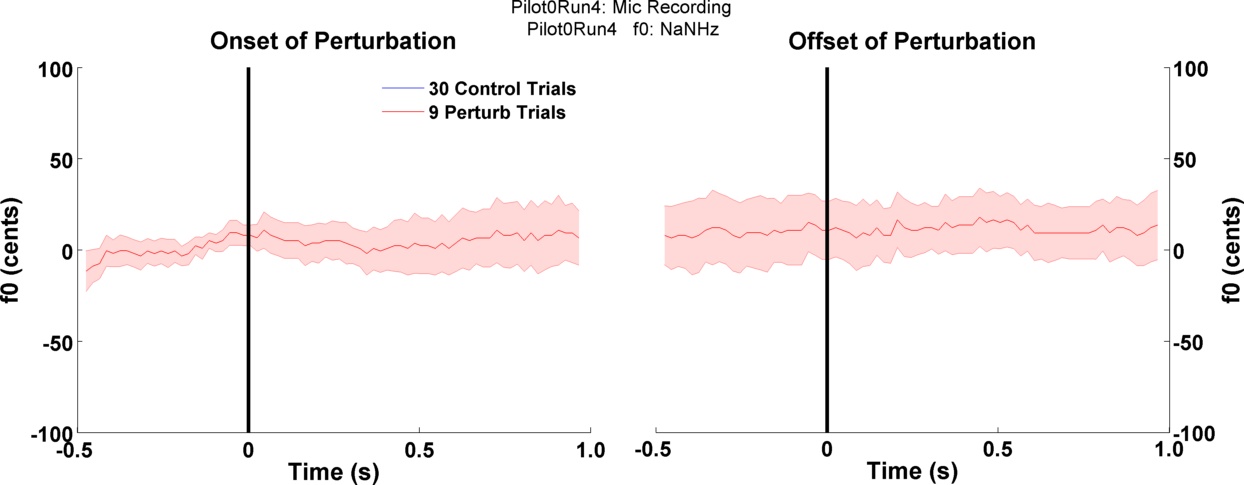 Pilot0Run4: Mic Recording
Pilot0Run4 f0: NaNHz
Onset of Perturbation
Offset of Perturbation
100
50
0
-50
-100
f0 (cents)
30 Control Trials
9 Perturb Trials
-0.5
0
0.5
1.0
Time (s)
-0.5
0
0.5
1.0
Time (s)
100
50
0
-50
-100
f0 (cents)